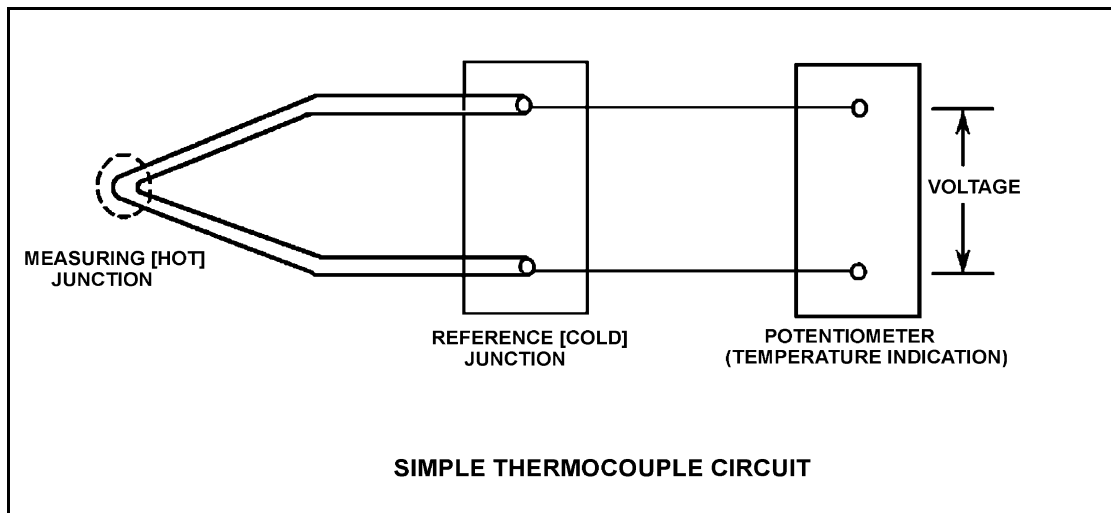 VOLTAGE
MEASURING [HOT]
JUNCTION
REFERENCE [COLD]
JUNCTION
POTENTIOMETER
(TEMPERATURE INDICATION)
SIMPLE THERMOCOUPLE CIRCUIT